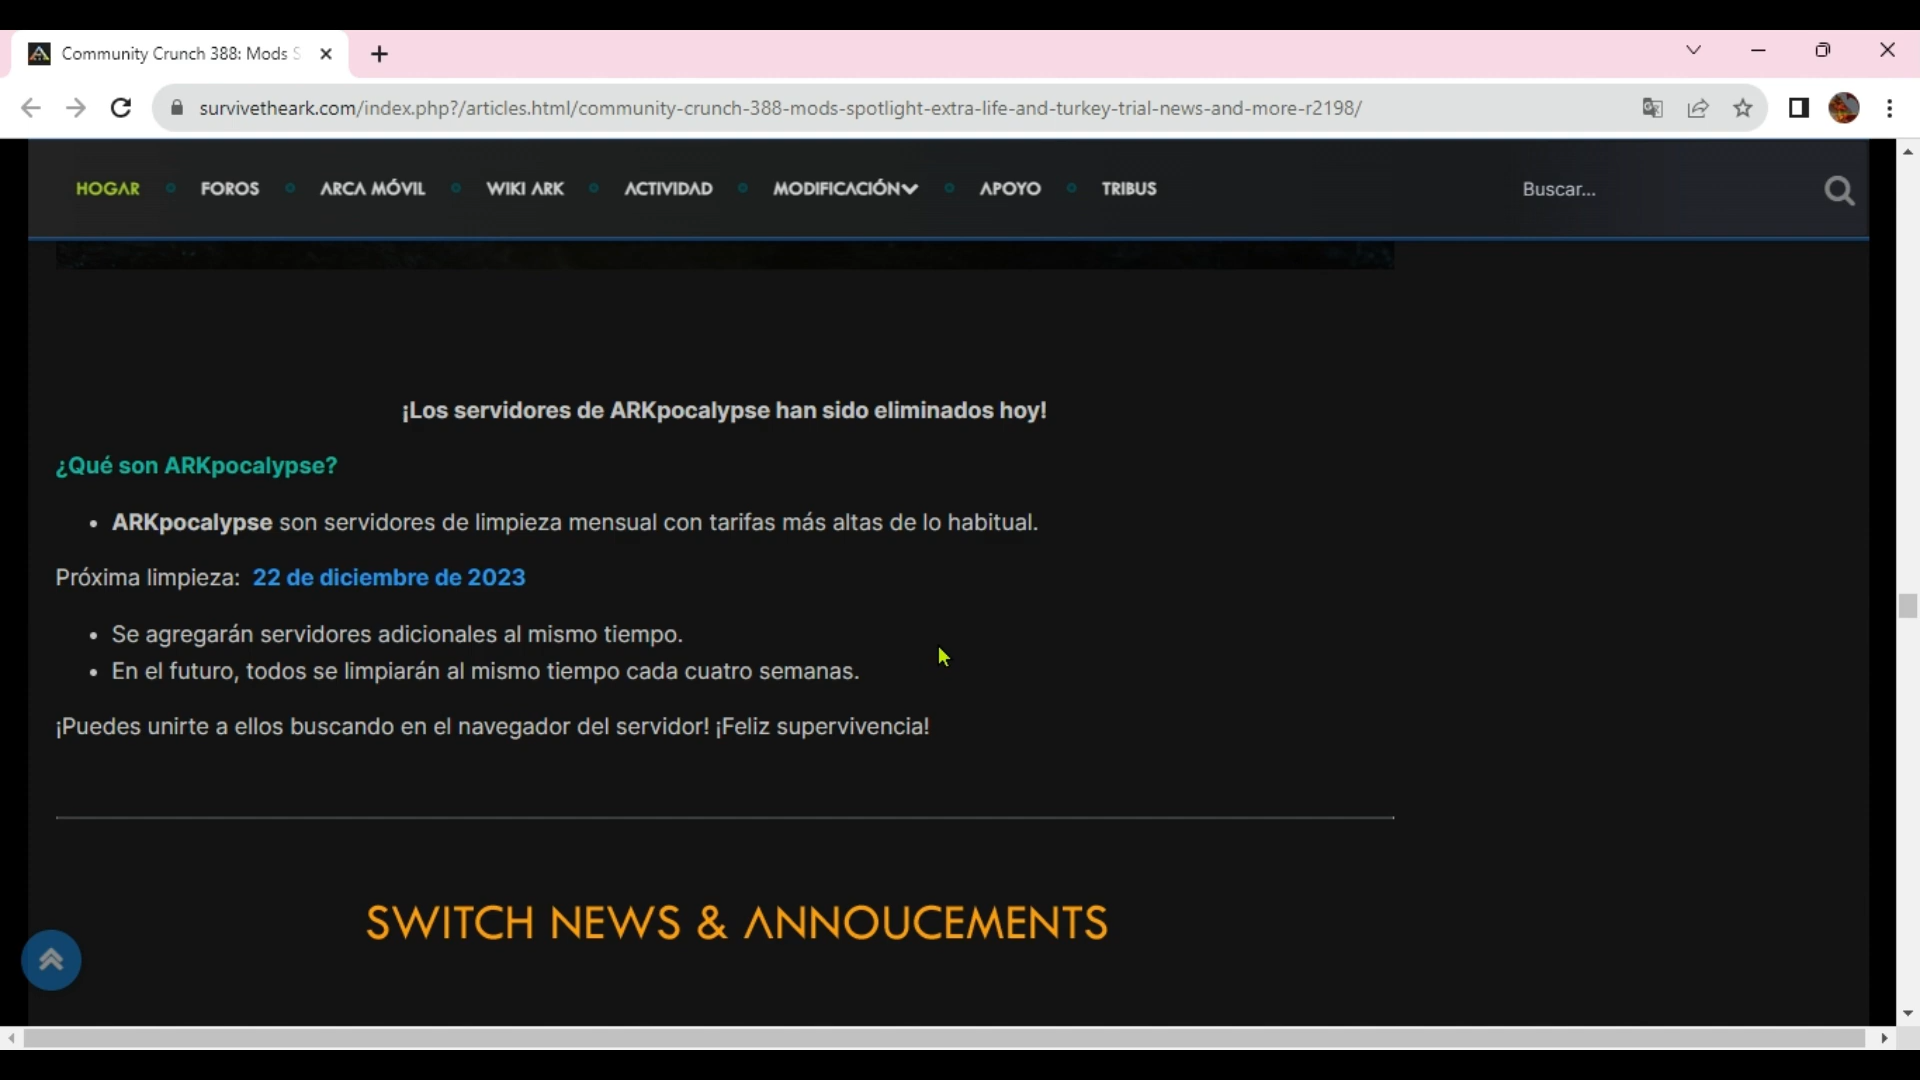 Community Crunch 388: Mods S
survivetheark.com/index.php?/articles.html/community-crunch-388-mods-spotlight-extra-life-and-turkey-trial-news-and-more-r2198/
HOGAR FOROS ARCA MÓVIL WIKI ARK ACTIVIDAD MODIFICACIÓN APOYO TRIBUS Buscar...
¡Los servidores de ARKpocalypse han sido eliminados hoy!
¿Qué son ARKpocalypse?
• ARKpocalypse son servidores de limpieza mensual con tarifas más altas de lo habitual.
Próxima limpieza: 22 de diciembre de 2023
• Se agregarán servidores adicionales al mismo tiempo.
• En el futuro, todos se limpiarán al mismo tiempo cada cuatro semanas.
¡Puedes unirte a ellos buscando en el navegador del servidor! ¡Feliz supervivencia!
SWITCH NEWS & ANNOUCEMENTS